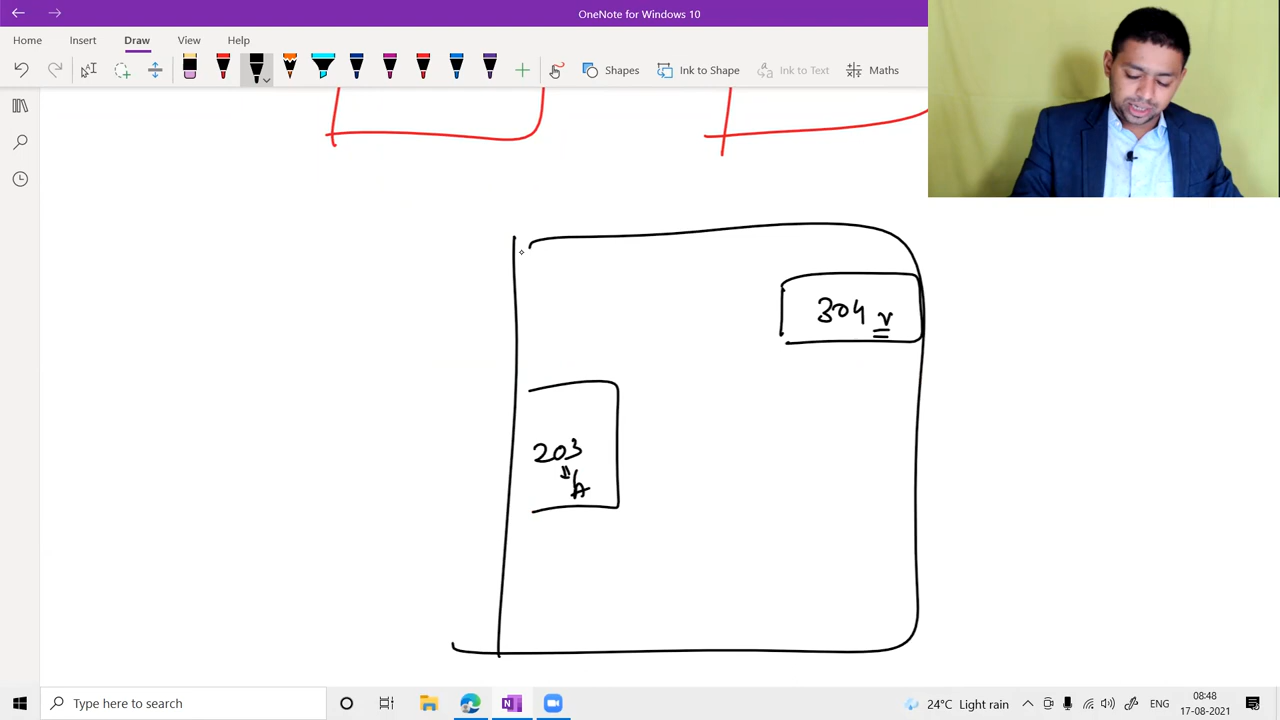 OneNote for Windows 10
Home Insert Draw View Help
Shapes Ink to Shape Ink to Text Maths
304 v
203
A
Type here to search
24°C Light rain
ENG
08:48
17-08-2021